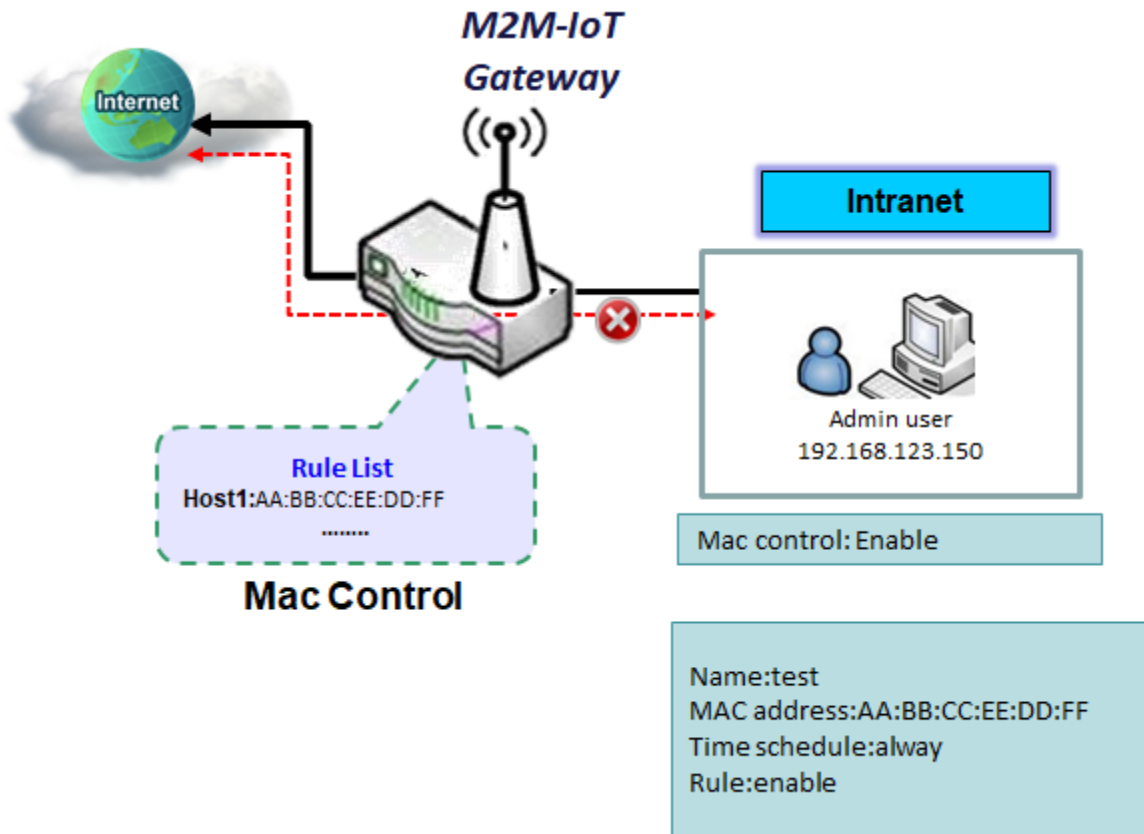 M2M-IoT
Gateway
Internet
Intranet
Admin user
192.168.123.150
Rule List
Host1:AA:BB:CC:EE:DD:FF
........
Mac Control
Mac control: Enable
Name:test
MAC address:AA:BB:CC:EE:DD:FF
Time schedule:alway
Rule:enable